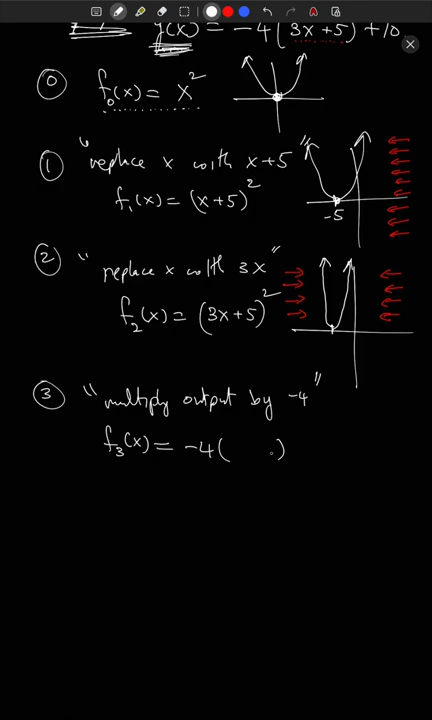 y(x) = -4(3x+5) +10
0 f₀(x) = x²
1 "replace x with x+5"
f₁(x) = (x+5)²
-5
2 "replace x with 3x"
f₂(x) = (3x+5)²
3 "multiply output by -4"
f₃(x) = -4( )